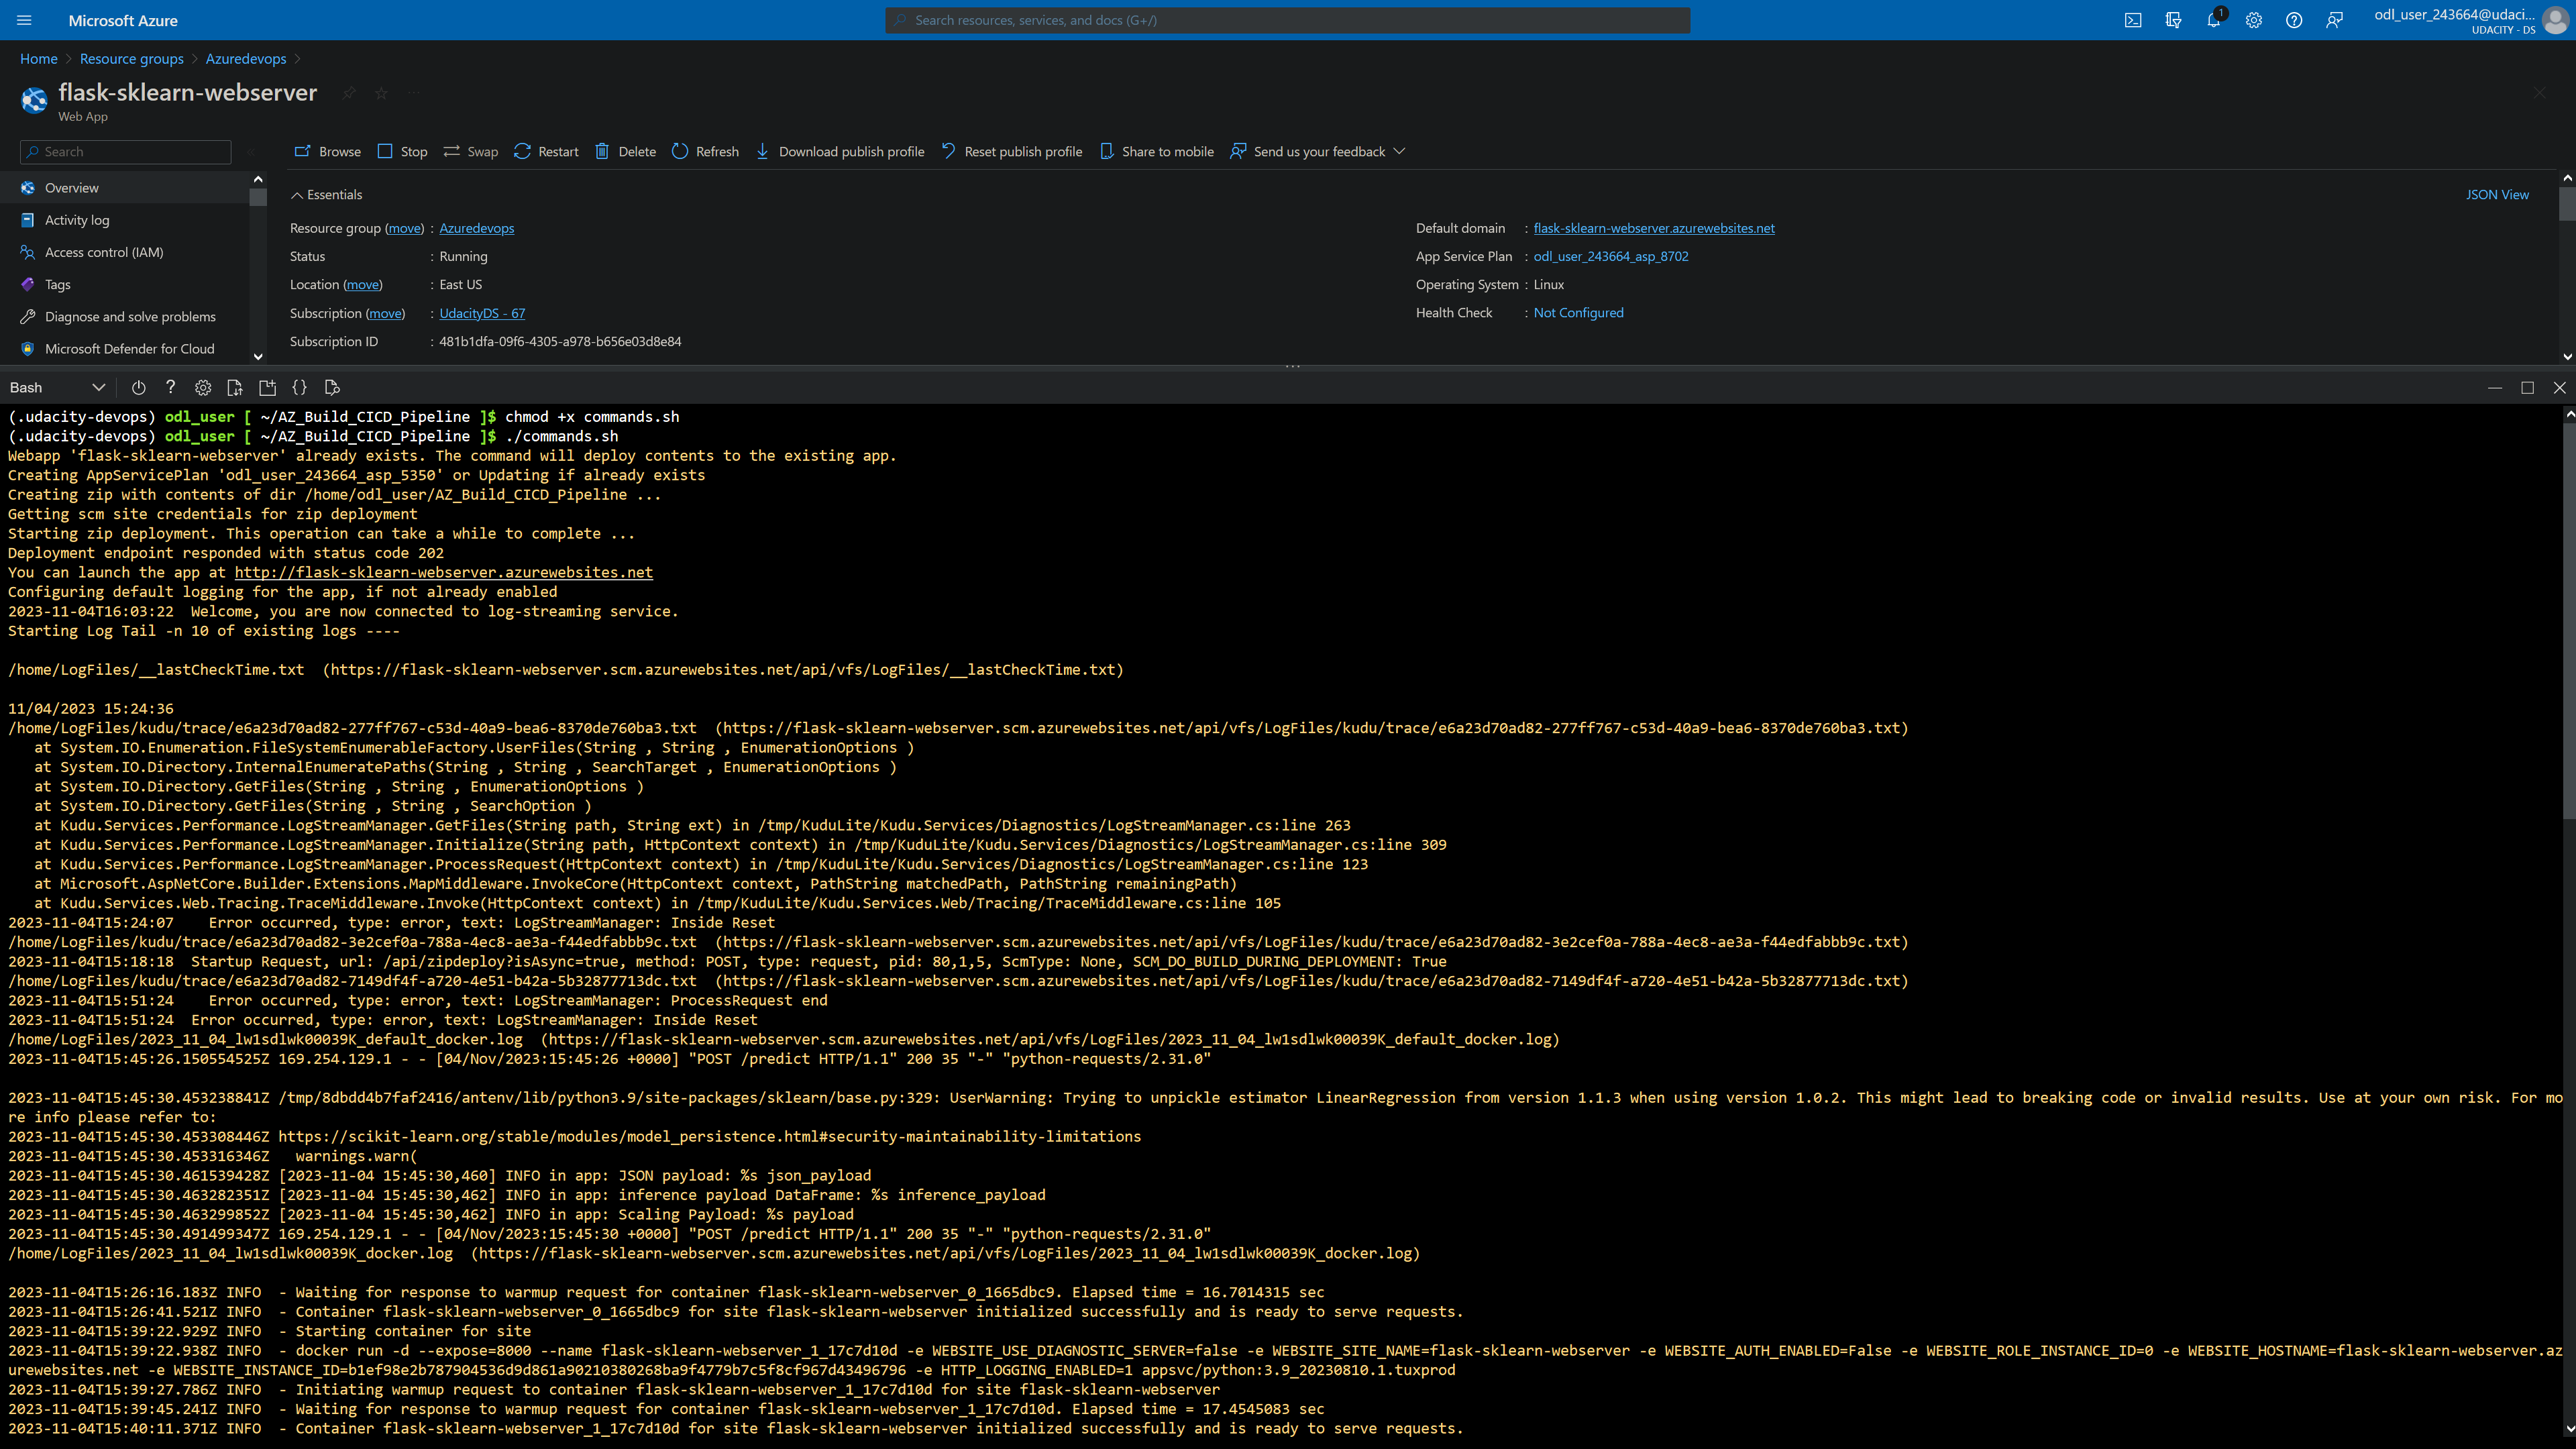 Microsoft Azure
Search resources, services, and docs (G+/)
1
odl_user_243664@udaci...
UDACITY - DS
Home > Resource groups > Azuredevops >
flask-sklearn-webserver
Web App
Search
Browse Stop Swap Restart Delete Refresh Download publish profile Reset publish profile Share to mobile Send us your feedback
Overview
Activity log
Access control (IAM)
Tags
Diagnose and solve problems
Microsoft Defender for Cloud
Essentials
JSON View
Resource group (move) : Azuredevops
Status : Running
Location (move) : East US
Subscription (move) : UdacityDS - 67
Subscription ID : 481b1dfa-09f6-4305-a978-b656e03d8e84
Default domain : flask-sklearn-webserver.azurewebsites.net
App Service Plan : odl_user_243664_asp_8702
Operating System : Linux
Health Check : Not Configured
Bash
(.udacity-devops) odl_user [ ~/AZ_Build_CICD_Pipeline ]$ chmod +x commands.sh
(.udacity-devops) odl_user [ ~/AZ_Build_CICD_Pipeline ]$ ./commands.sh
Webapp 'flask-sklearn-webserver' already exists. The command will deploy contents to the existing app.
Creating AppServicePlan 'odl_user_243664_asp_5350' or Updating if already exists
Creating zip with contents of dir /home/odl_user/AZ_Build_CICD_Pipeline ...
Getting scm site credentials for zip deployment
Starting zip deployment. This operation can take a while to complete ...
Deployment endpoint responded with status code 202
You can launch the app at http://flask-sklearn-webserver.azurewebsites.net
Configuring default logging for the app, if not already enabled
2023-11-04T16:03:22  Welcome, you are now connected to log-streaming service.
Starting Log Tail -n 10 of existing logs ----
/home/LogFiles/__lastCheckTime.txt  (https://flask-sklearn-webserver.scm.azurewebsites.net/api/vfs/LogFiles/__lastCheckTime.txt)
11/04/2023 15:24:36
/home/LogFiles/kudu/trace/e6a23d70ad82-277ff767-c53d-40a9-bea6-8370de760ba3.txt  (https://flask-sklearn-webserver.scm.azurewebsites.net/api/vfs/LogFiles/kudu/trace/e6a23d70ad82-277ff767-c53d-40a9-bea6-8370de760ba3.txt)
at System.IO.Enumeration.FileSystemEnumerableFactory.UserFiles(String , String , EnumerationOptions )
at System.IO.Directory.InternalEnumeratePaths(String , String , SearchTarget , EnumerationOptions )
at System.IO.Directory.GetFiles(String , String , EnumerationOptions )
at System.IO.Directory.GetFiles(String , String , SearchOption )
at Kudu.Services.Performance.LogStreamManager.GetFiles(String path, String ext) in /tmp/KuduLite/Kudu.Services/Diagnostics/LogStreamManager.cs:line 263
at Kudu.Services.Performance.LogStreamManager.Initialize(String path, HttpContext context) in /tmp/KuduLite/Kudu.Services/Diagnostics/LogStreamManager.cs:line 309
at Kudu.Services.Performance.LogStreamManager.ProcessRequest(HttpContext context) in /tmp/KuduLite/Kudu.Services/Diagnostics/LogStreamManager.cs:line 123
at Microsoft.AspNetCore.Builder.Extensions.MapMiddleware.InvokeCore(HttpContext context, PathString matchedPath, PathString remainingPath)
at Kudu.Services.Web.Tracing.TraceMiddleware.Invoke(HttpContext context) in /tmp/KuduLite/Kudu.Services.Web/Tracing/TraceMiddleware.cs:line 105
2023-11-04T15:24:07    Error occurred, type: error, text: LogStreamManager: Inside Reset
/home/LogFiles/kudu/trace/e6a23d70ad82-3e2cef0a-788a-4ec8-ae3a-f44edfabbb9c.txt  (https://flask-sklearn-webserver.scm.azurewebsites.net/api/vfs/LogFiles/kudu/trace/e6a23d70ad82-3e2cef0a-788a-4ec8-ae3a-f44edfabbb9c.txt)
2023-11-04T15:18:18  Startup Request, url: /api/zipdeploy?isAsync=true, method: POST, type: request, pid: 80,1,5, ScmType: None, SCM_DO_BUILD_DURING_DEPLOYMENT: True
/home/LogFiles/kudu/trace/e6a23d70ad82-7149df4f-a720-4e51-b42a-5b32877713dc.txt  (https://flask-sklearn-webserver.scm.azurewebsites.net/api/vfs/LogFiles/kudu/trace/e6a23d70ad82-7149df4f-a720-4e51-b42a-5b32877713dc.txt)
2023-11-04T15:51:24    Error occurred, type: error, text: LogStreamManager: ProcessRequest end
2023-11-04T15:51:24  Error occurred, type: error, text: LogStreamManager: Inside Reset
/home/LogFiles/2023_11_04_lw1sdlwk00039K_default_docker.log  (https://flask-sklearn-webserver.scm.azurewebsites.net/api/vfs/LogFiles/2023_11_04_lw1sdlwk00039K_default_docker.log)
2023-11-04T15:45:26.150554525Z 169.254.129.1 - - [04/Nov/2023:15:45:26 +0000] "POST /predict HTTP/1.1" 200 35 "-" "python-requests/2.31.0"
2023-11-04T15:45:30.453238841Z /tmp/8dbdd4b7faf2416/antenv/lib/python3.9/site-packages/sklearn/base.py:329: UserWarning: Trying to unpickle estimator LinearRegression from version 1.1.3 when using version 1.0.2. This might lead to breaking code or invalid results. Use at your own risk. For mo
re info please refer to:
2023-11-04T15:45:30.453308446Z https://scikit-learn.org/stable/modules/model_persistence.html#security-maintainability-limitations
2023-11-04T15:45:30.453316346Z   warnings.warn(
2023-11-04T15:45:30.461539428Z [2023-11-04 15:45:30,460] INFO in app: JSON payload: %s json_payload
2023-11-04T15:45:30.463282351Z [2023-11-04 15:45:30,462] INFO in app: inference payload DataFrame: %s inference_payload
2023-11-04T15:45:30.463299852Z [2023-11-04 15:45:30,462] INFO in app: Scaling Payload: %s payload
2023-11-04T15:45:30.491499347Z 169.254.129.1 - - [04/Nov/2023:15:45:30 +0000] "POST /predict HTTP/1.1" 200 35 "-" "python-requests/2.31.0"
/home/LogFiles/2023_11_04_lw1sdlwk00039K_docker.log  (https://flask-sklearn-webserver.scm.azurewebsites.net/api/vfs/LogFiles/2023_11_04_lw1sdlwk00039K_docker.log)
2023-11-04T15:26:16.183Z INFO  - Waiting for response to warmup request for container flask-sklearn-webserver_0_1665dbc9. Elapsed time = 16.7014315 sec
2023-11-04T15:26:41.521Z INFO  - Container flask-sklearn-webserver_0_1665dbc9 for site flask-sklearn-webserver initialized successfully and is ready to serve requests.
2023-11-04T15:39:22.929Z INFO  - Starting container for site
2023-11-04T15:39:22.938Z INFO  - docker run -d --expose=8000 --name flask-sklearn-webserver_1_17c7d10d -e WEBSITE_USE_DIAGNOSTIC_SERVER=false -e WEBSITE_SITE_NAME=flask-sklearn-webserver -e WEBSITE_AUTH_ENABLED=False -e WEBSITE_ROLE_INSTANCE_ID=0 -e WEBSITE_HOSTNAME=flask-sklearn-webserver.az
urewebsites.net -e WEBSITE_INSTANCE_ID=b1ef98e2b787904536d9d861a90210380268ba9f4779b7c5f8cf967d43496796 -e HTTP_LOGGING_ENABLED=1 appsvc/python:3.9_20230810.1.tuxprod
2023-11-04T15:39:27.786Z INFO  - Initiating warmup request to container flask-sklearn-webserver_1_17c7d10d for site flask-sklearn-webserver
2023-11-04T15:39:45.241Z INFO  - Waiting for response to warmup request for container flask-sklearn-webserver_1_17c7d10d. Elapsed time = 17.4545083 sec
2023-11-04T15:40:11.371Z INFO  - Container flask-sklearn-webserver_1_17c7d10d for site flask-sklearn-webserver initialized successfully and is ready to serve requests.